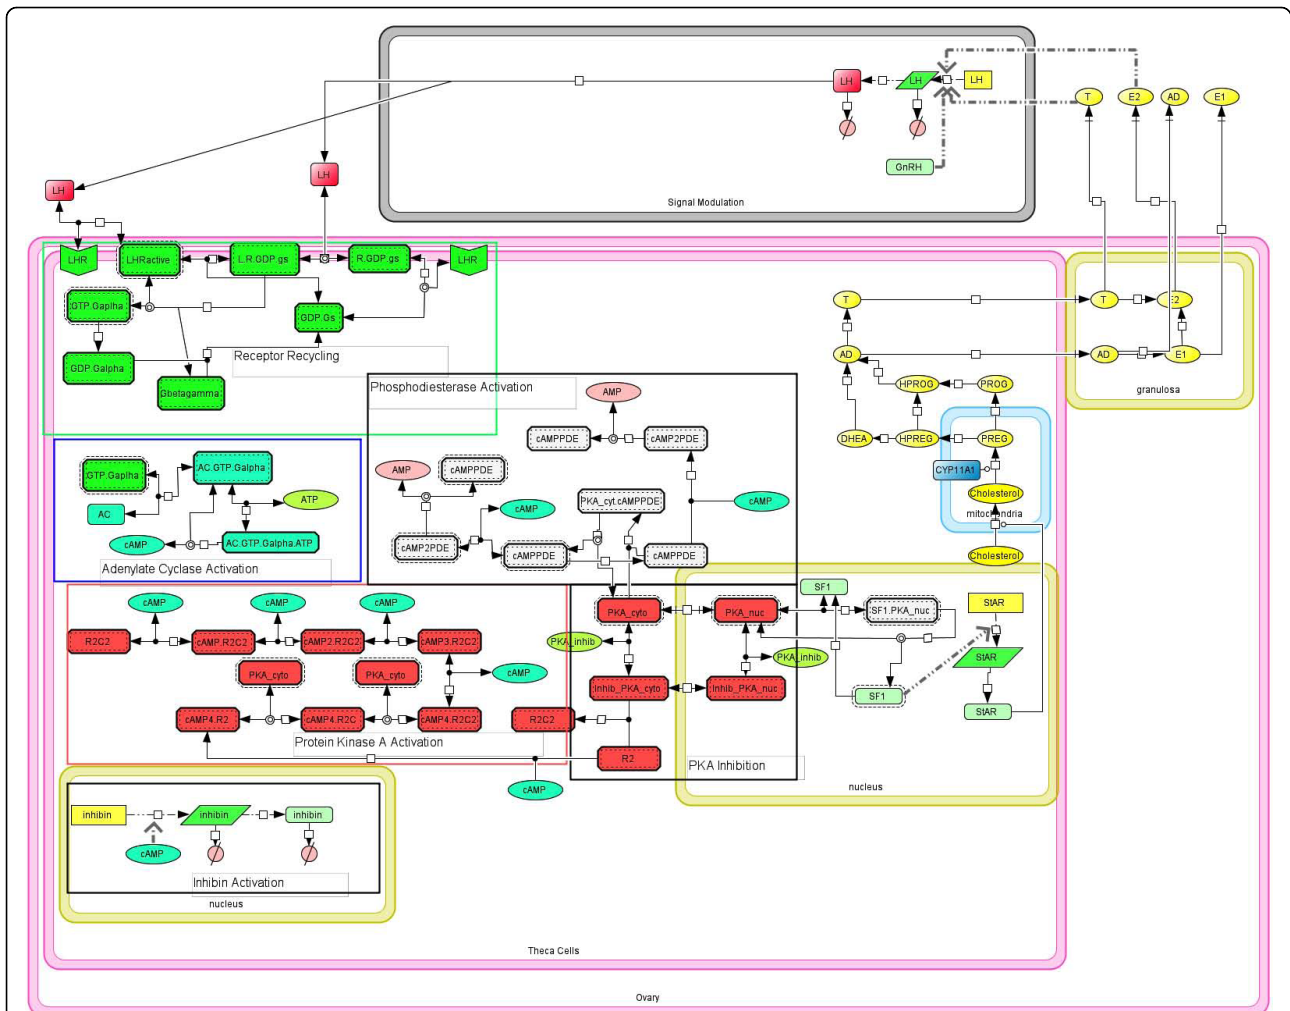 LH
LH
LH
T
E2
AD
E1
GnRH
Signal Modulation
LH
LH
LHR
LHRactive
L.R.GDP.gs
R.GDP.gs
LHR
GTP.Gaplha
GDP.Gs
GDP.Galpha
Receptor Recycling
Gbetagamma
T
T
E2
AD
AD
E1
granulosa
HPROG
PROG
DHEA
HPREG
PREG
CYP11A1
Cholesterol
mitochondria
Cholesterol
Phosphodiesterase Activation
AMP
cAMPPDE
cAMP2PDE
AMP
cAMPPDE
PKA_cyt.cAMPPDE
cAMP
cAMP
cAMP2PDE
cAMPPDE
cAMPPDE
GTP.Gaplha
AC.GTP.Galpha
ATP
AC
cAMP
AC.GTP.Galpha.ATP
Adenylate Cyclase Activation
cAMP
cAMP
cAMP
R2C2
cAMP.R2C2
cAMP2.R2C2
cAMP3.R2C2
PKA_cyto
PKA_cyto
cAMP
cAMP4.R2
cAMP4.R2C
cAMP4.R2C2
Protein Kinase A Activation
PKA_cyto
PKA_nuc
PKA_inhib
PKA_inhib
Inhib_PKA_cyto
Inhib_PKA_nuc
R2C2
R2
PKA Inhibition
cAMP
SF1
SF1.PKA_nuc
StAR
StAR
SF1
StAR
nucleus
inhibin
inhibin
inhibin
cAMP
Inhibin Activation
nucleus
Theca Cells
Ovary